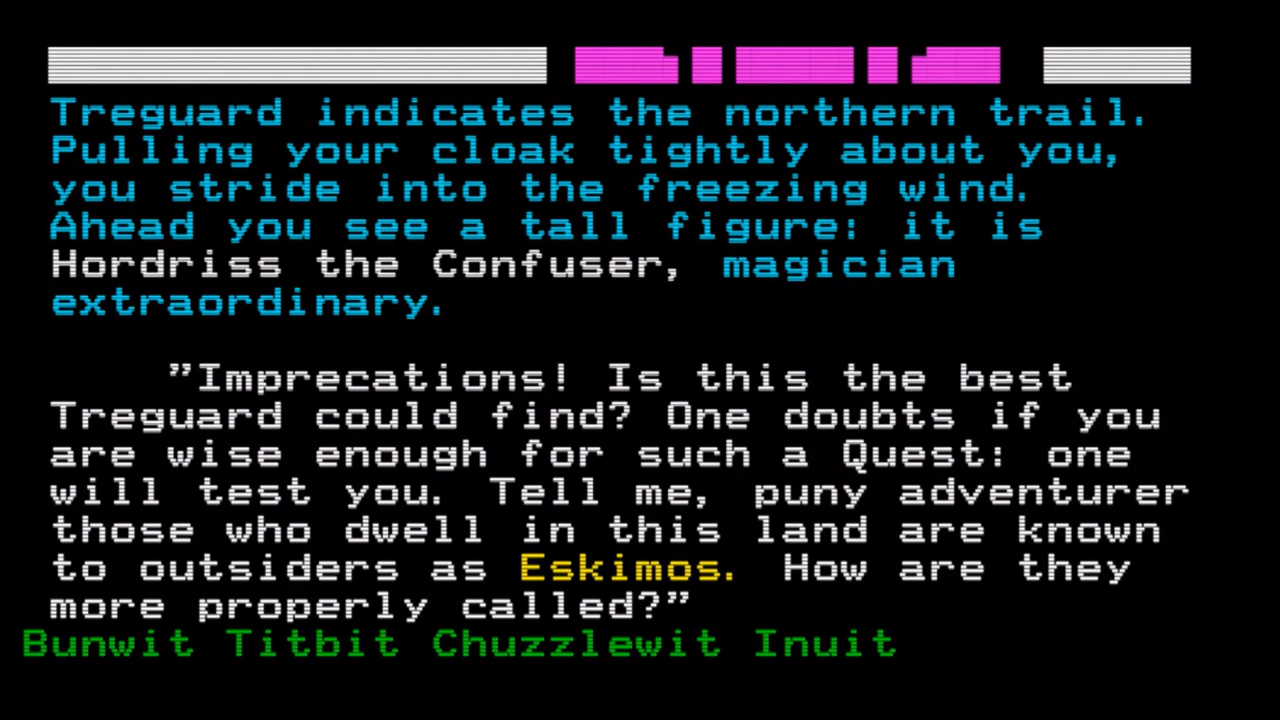 Treguard indicates the northern trail.
Pulling your cloak tightly about you,
you stride into the freezing wind.
Ahead you see a tall figure: it is
Hordriss the Confuser, magician
extraordinary.
"Imprecations! Is this the best
Treguard could find? One doubts if you
are wise enough for such a Quest: one
will test you. Tell me, puny adventurer
those who dwell in this land are known
to outsiders as Eskimos. How are they
more properly called?"
Bunwit Titbit Chuzzlewit Inuit